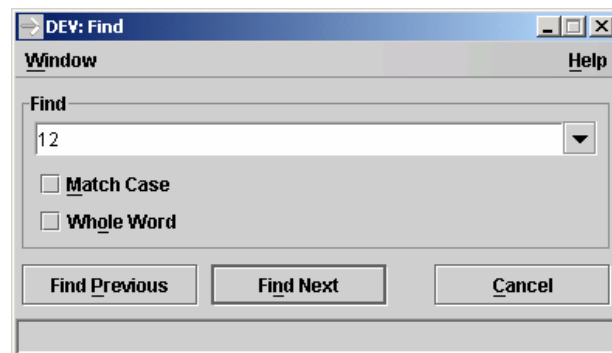 DEV: Find
Window Help
Find
12
Match Case
Whole Word
Find Previous Find Next Cancel